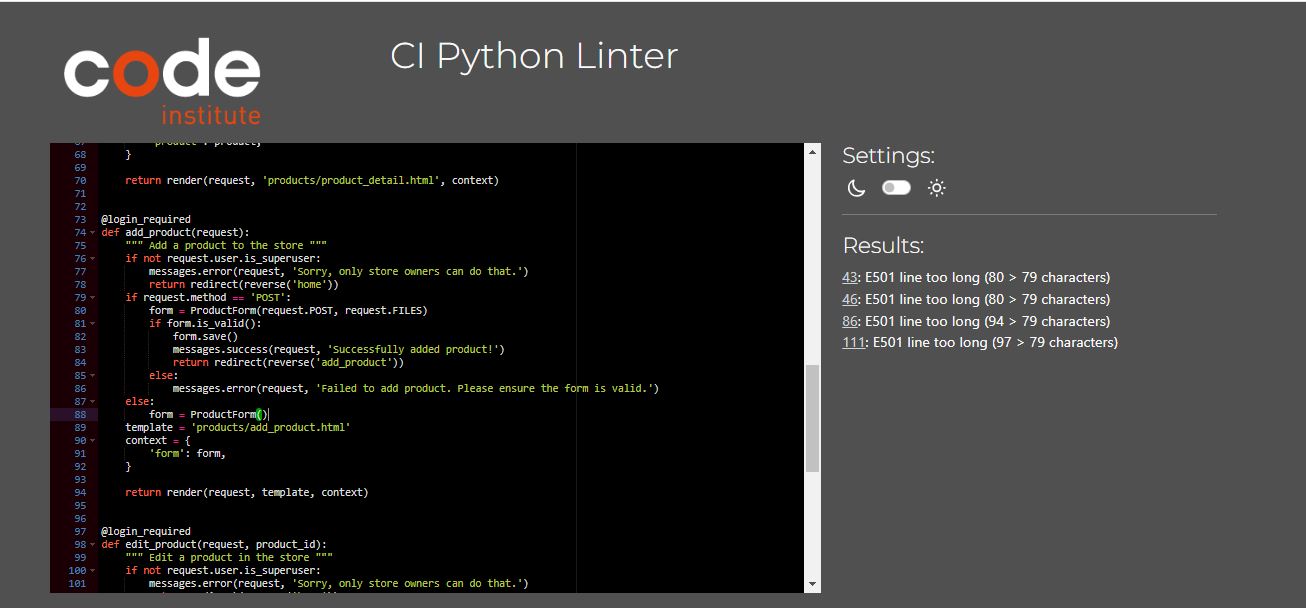 code
institute
CI Python Linter
68 }
69
70 return render(request, 'products/product_detail.html', context)
71
72
73 @login_required
74 def add_product(request):
75 """ Add a product to the store """
76 if not request.user.is_superuser:
77 messages.error(request, 'Sorry, only store owners can do that.')
78 return redirect(reverse('home'))
79 if request.method == 'POST':
80 form = ProductForm(request.POST, request.FILES)
81 if form.is_valid():
82 form.save()
83 messages.success(request, 'Successfully added product!')
84 return redirect(reverse('add_product'))
85 else:
86 messages.error(request, 'Failed to add product. Please ensure the form is valid.')
87 else:
88 form = ProductForm()
89 template = 'products/add_product.html'
90 context = {
91 'form': form,
92 }
93
94 return render(request, template, context)
95
96
97 @login_required
98 def edit_product(request, product_id):
99 """ Edit a product in the store """
100 if not request.user.is_superuser:
101 messages.error(request, 'Sorry, only store owners can do that.')
Settings:
Results:
43: E501 line too long (80 > 79 characters)
46: E501 line too long (80 > 79 characters)
86: E501 line too long (94 > 79 characters)
111: E501 line too long (97 > 79 characters)